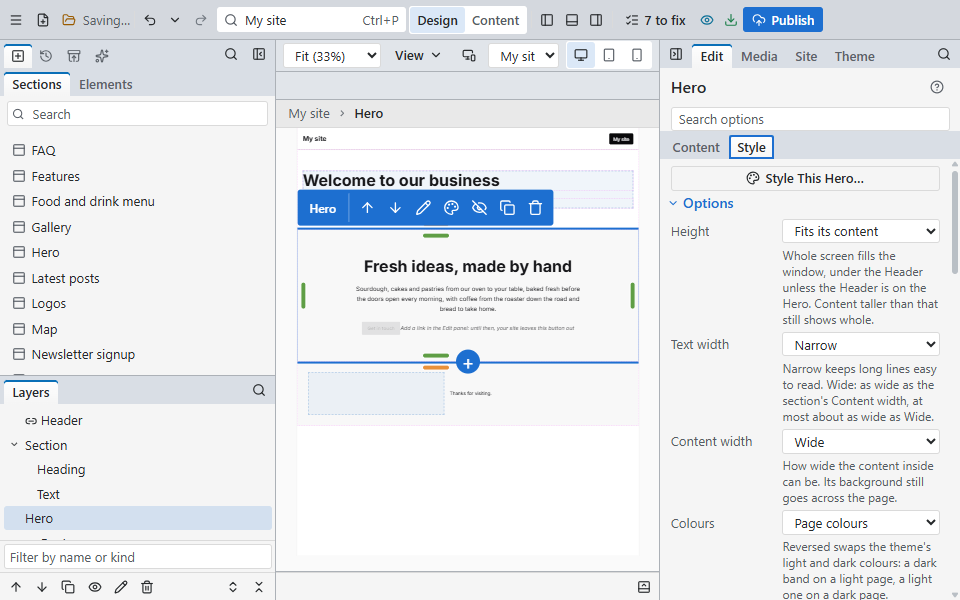 Saving...
My site
Ctrl+P
Design
Content
7 to fix
Publish
Fit (33%)
View
My sit
Edit
Media
Site
Theme
Sections
Elements
Search
FAQ
Features
Food and drink menu
Gallery
Hero
Latest posts
Logos
Map
Newsletter signup
Layers
Header
Section
Heading
Text
Hero
Filter by name or kind
My site › Hero
My site
My site
Welcome to our business
Hero
Fresh ideas, made by hand
Sourdough, cakes and pastries from our oven to your table, baked fresh before
the doors open every morning, with coffee from the roaster down the road and
bread to take home.
Add a link in the Edit panel: until then, your site leaves this button out
Thanks for visiting.
Hero
Search options
Content
Style
Style This Hero...
Options
Height
Fits its content
Whole screen fills the
window, under the Header
unless the Header is on the
Hero. Content taller than that
still shows whole.
Text width
Narrow
Narrow keeps long lines easy
to read. Wide: as wide as the
section's Content width, at
most about as wide as Wide.
Content width
Wide
How wide the content inside
can be. Its background still
goes across the page.
Colours
Page colours
Reversed swaps the theme's
light and dark colours: a dark
band on a light page, a light
one on a dark page.